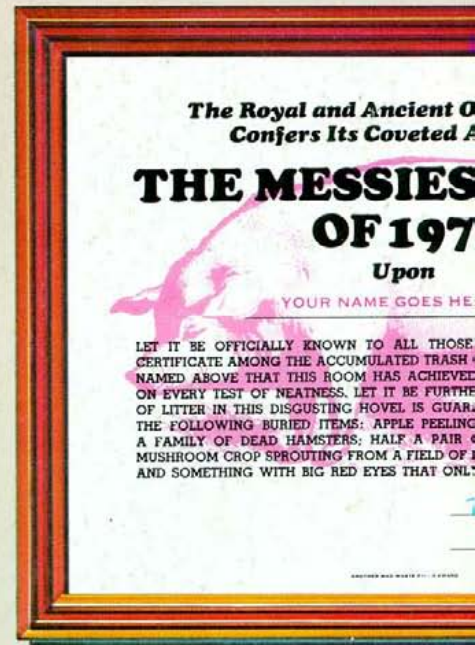 The Royal and Ancient O
Confers Its Coveted A
THE MESSIES
OF 197
Upon
YOUR NAME GOES HE
LET IT BE OFFICIALLY KNOWN TO ALL THOSE
CERTIFICATE AMONG THE ACCUMULATED TRASH
NAMED ABOVE THAT THIS ROOM HAS ACHIEVED
ON EVERY TEST OF NEATNESS. LET IT BE FURTHE
OF LITTER IN THIS DISGUSTING HOVEL IS GUARA
THE FOLLOWING BURIED ITEMS: APPLE PEELING
A FAMILY OF DEAD HAMSTERS; HALF A PAIR
MUSHROOM CROP SPROUTING FROM A FIELD OF
AND SOMETHING WITH BIG RED EYES THAT ONLY
ANOTHER MAD AWARD